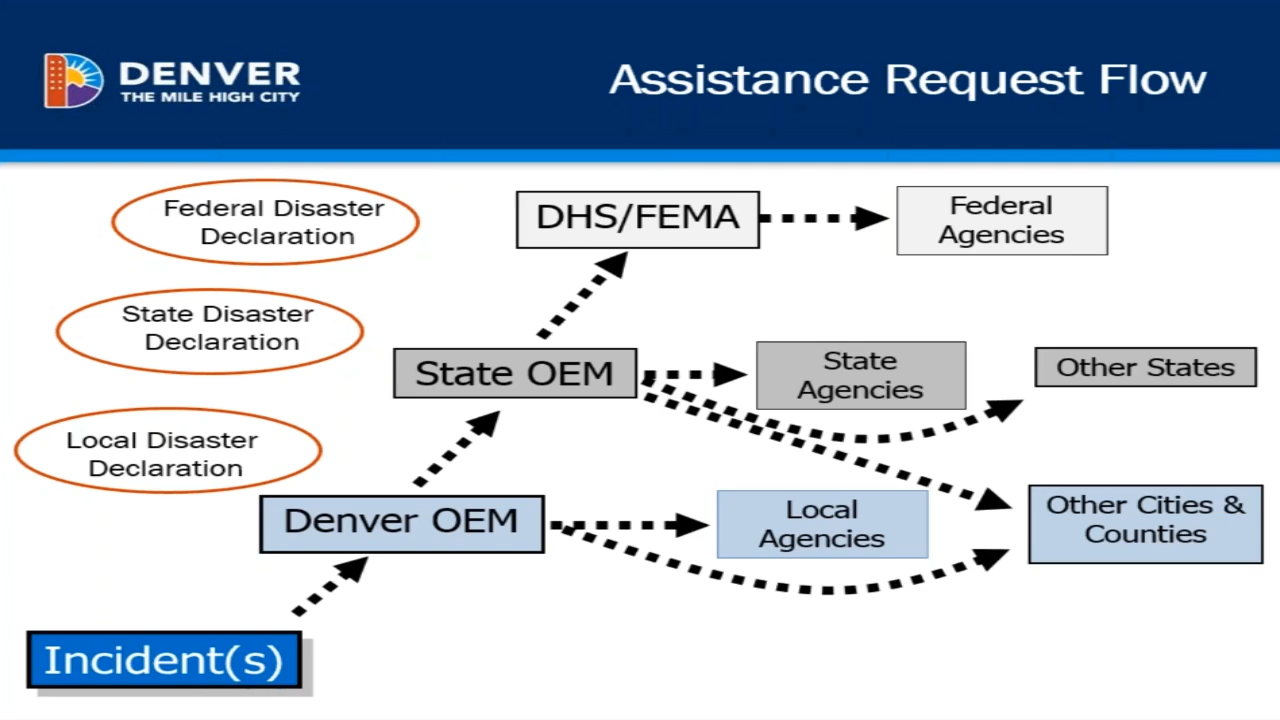 DENVER
THE MILE HIGH CITY
Assistance Request Flow
Federal Disaster
Declaration
DHS/FEMA
Federal
Agencies
State Disaster
Declaration
State OEM
State
Agencies
Other States
Local Disaster
Declaration
Denver OEM
Local
Agencies
Other Cities &
Counties
Incident(s)